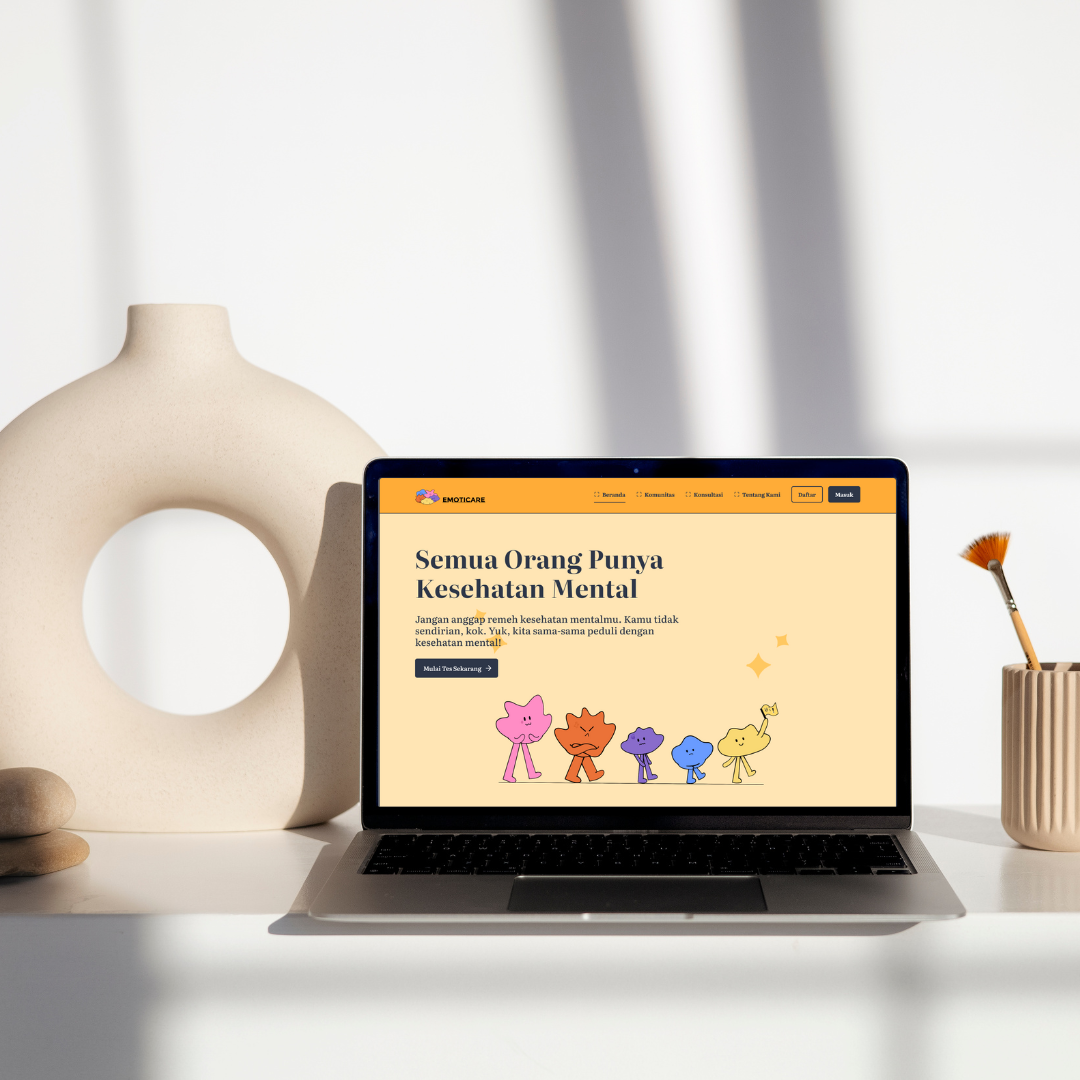 EMOTICARE
Beranda
Komunitas
Konsultasi
Tentang Kami
Daftar
Masuk
Semua Orang Punya
Kesehatan Mental
Jangan anggap remeh kesehatan mentalmu. Kamu tidak
sendirian, kok. Yuk, kita sama-sama peduli dengan
kesehatan mental!
Mulai Tes Sekarang →